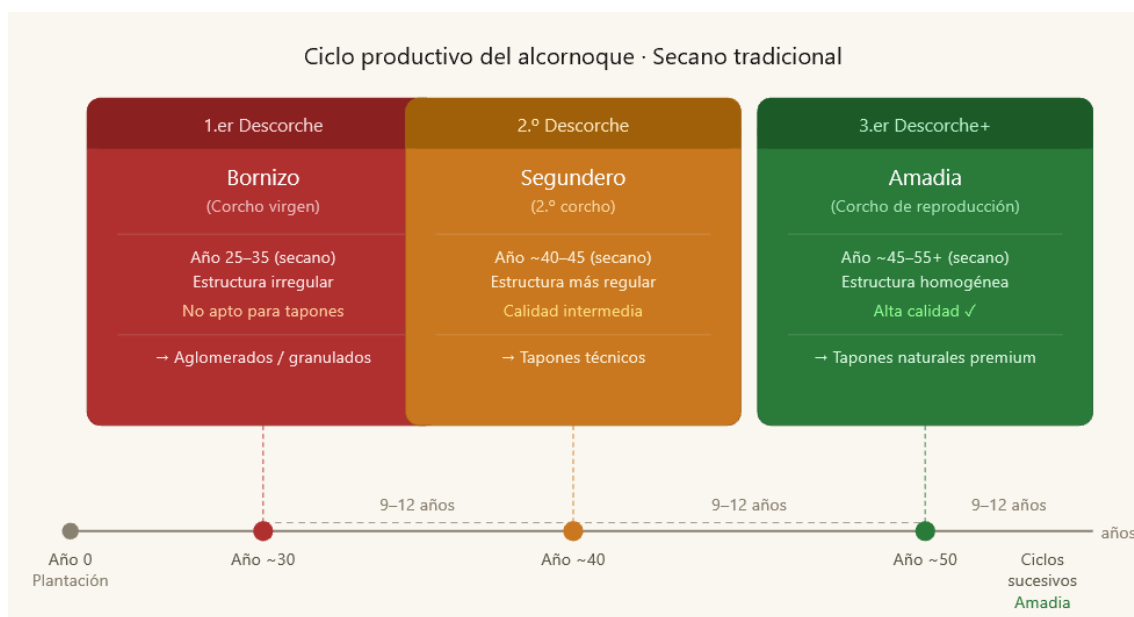 Ciclo productivo del alcornoque · Secano tradicional
1.er Descorche
Bornizo
(Corcho virgen)
Año 25–35 (secano)
Estructura irregular
No apto para tapones
→ Aglomerados / granulados
2.º Descorche
Segundero
(2.º corcho)
Año ~40–45 (secano)
Estructura más regular
Calidad intermedia
→ Tapones técnicos
3.er Descorche+
Amadia
(Corcho de reproducción)
Año ~45–55+ (secano)
Estructura homogénea
Alta calidad ✓
→ Tapones naturales premium
9–12 años
9–12 años
9–12 años
años
Año 0
Plantación
Año ~30
Año ~40
Año ~50
Ciclos
sucesivos
Amadia